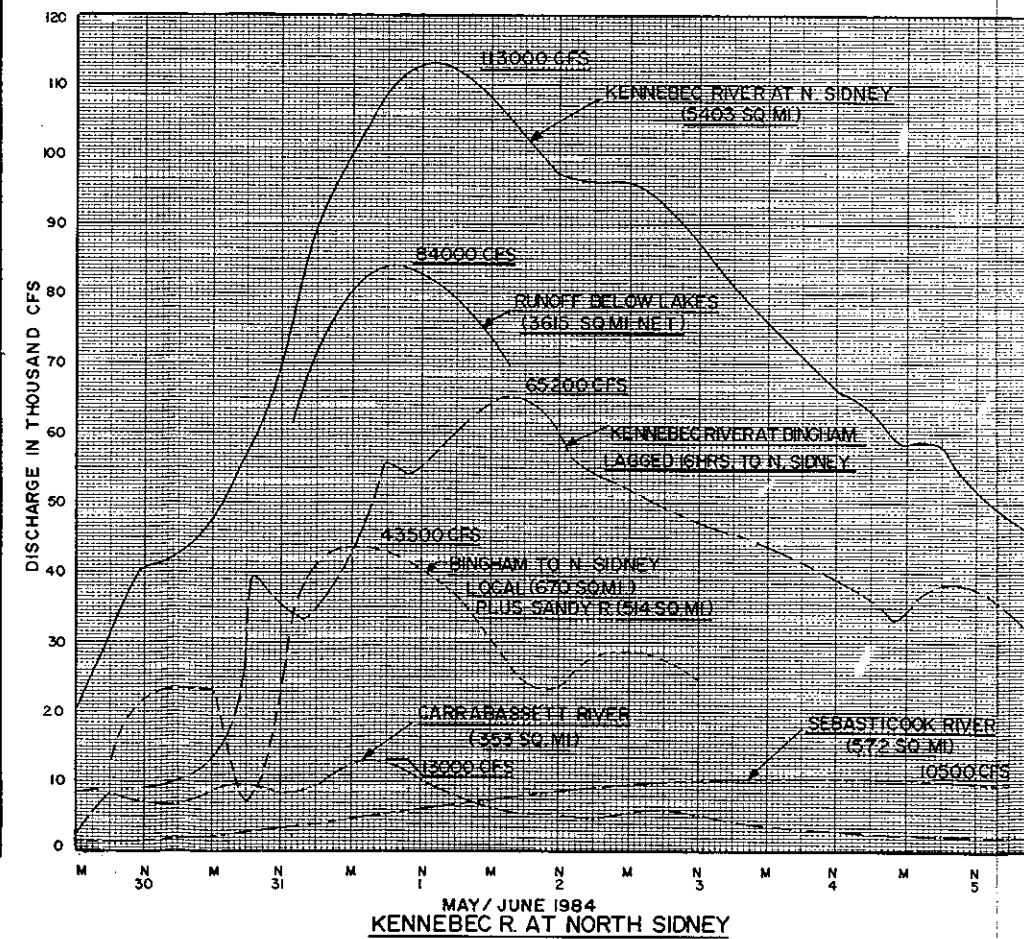 120
110
100
90
80
70
60
50
40
30
20
10
0
DISCHARGE IN THOUSAND CFS
113000 CFS
KENNEBEC RIVER AT N. SIDNEY
(5403 SQ.MI.)
84000 CFS
RUNOFF BELOW LAKES
(3615 SQ.MI. NET)
65200 CFS
KENNEBEC RIVER AT BINGHAM
LAGGED 16HRS. TO N. SIDNEY
43500 CFS
BINGHAM TO N. SIDNEY
LOCAL (670 SQ.MI.)
PLUS SANDY R. (514 SQ.MI.)
CARRABASSETT RIVER
(353 SQ. MI.)
13000 CFS
SEBASTICOOK RIVER
(572 SQ. MI.)
10500 CFS
M N M N M N M N M N M N M N
30 31 1 2 3 4 5
MAY/JUNE 1984
KENNEBEC R. AT NORTH SIDNEY